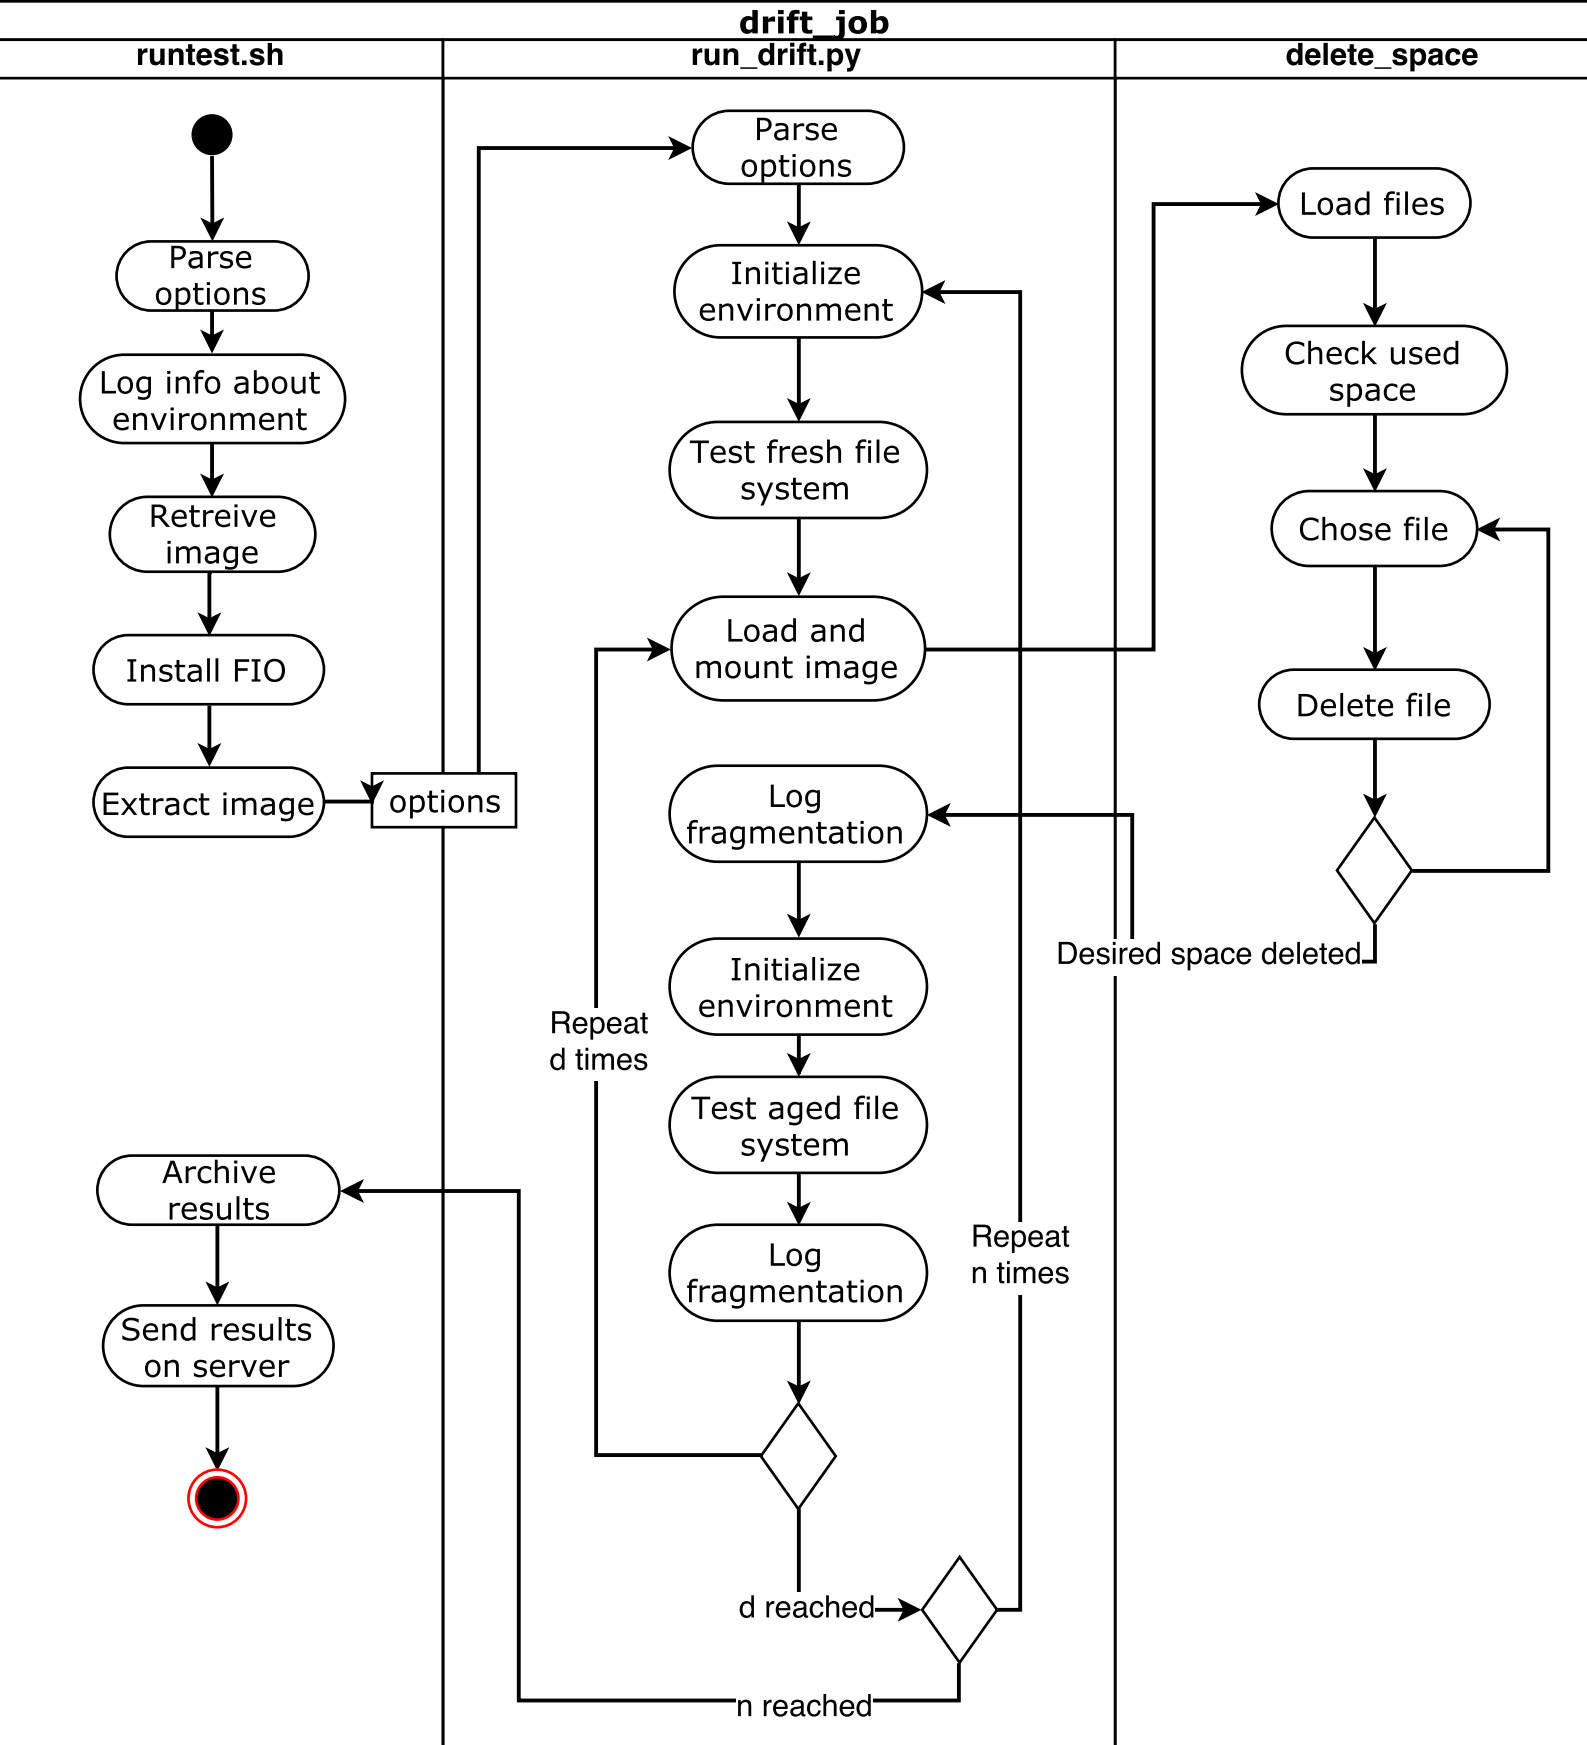 drift_job
runtest.sh
run_drift.py
delete_space
Parse
options
Log info about
environment
Retreive
image
Install FIO
Extract image
options
Archive
results
Send results
on server
Parse
options
Initialize
environment
Test fresh file
system
Load and
mount image
Log
fragmentation
Initialize
environment
Test aged file
system
Log
fragmentation
Repeat
d times
Repeat
n times
d reached
n reached
Load files
Check used
space
Chose file
Delete file
Desired space deleted